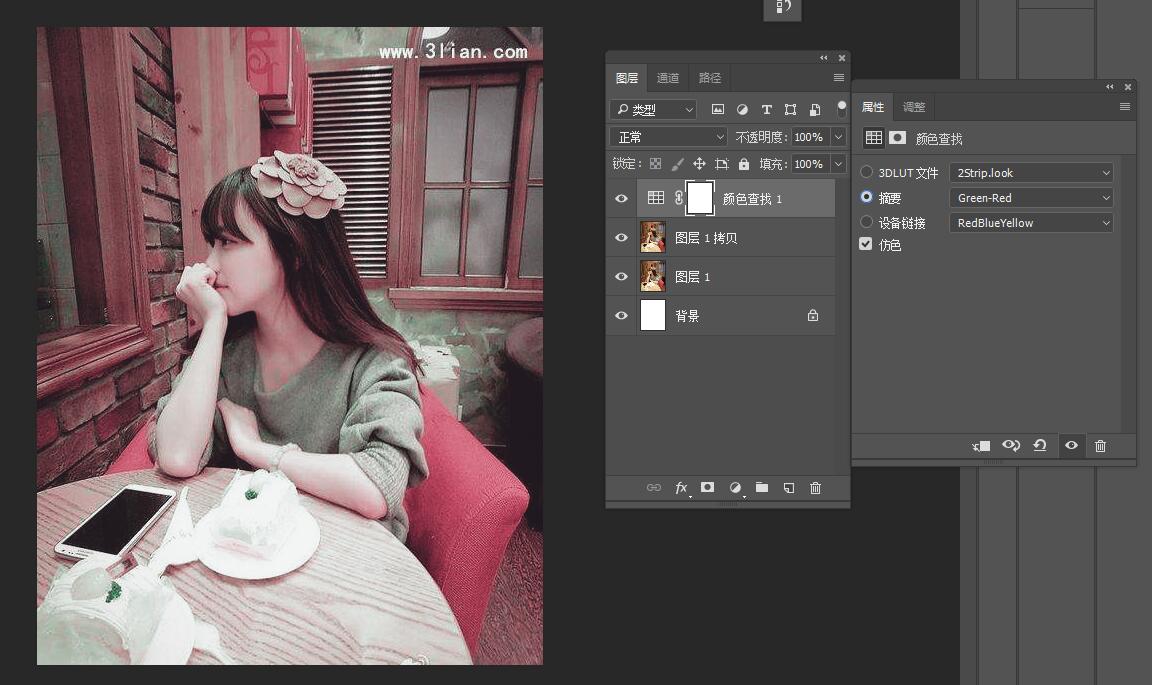 www.3lian.com
图层 通道 路径
类型
正常 不透明度: 100%
锁定: 填充: 100%
颜色查找 1
图层 1 拷贝
图层 1
背景
fx
属性 调整
颜色查找
3DLUT 文件 2Strip.look
摘要 Green-Red
设备链接 RedBlueYellow
仿色